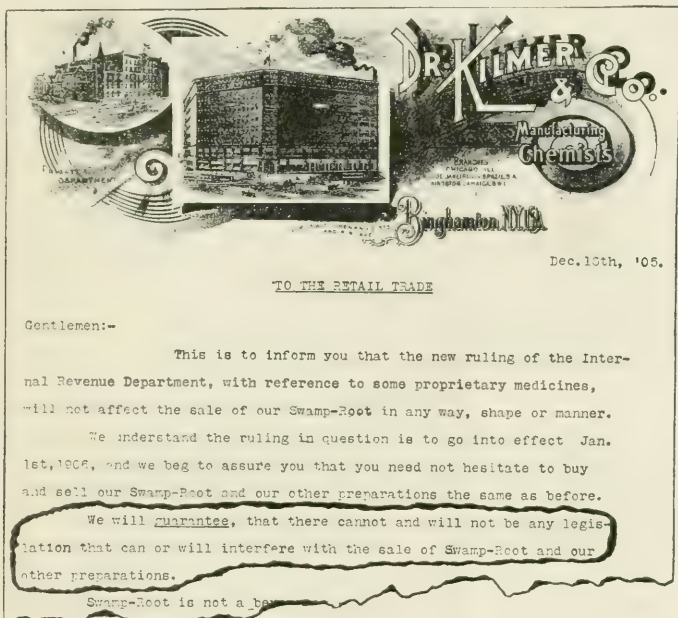 DR. KILMER & CO.
Manufacturing
Chemists
BRANCHES
CHICAGO ILL
KINGSTON JAMAICA, B.W.I.
DEPARTMENT
Binghamton, N.Y.
Dec. '05.
TO THE RETAIL TRADE
Gentlemen:-
This is to inform you that the new ruling of the Inter-
nal Revenue Department, with reference to some proprietary medicines,
will not affect the sale of our Swamp-Root in any way, shape or manner.
We understand the ruling in question is to go into effect Jan.
1st, 1906, and we beg to assure you that you need not hesitate to buy
and sell our Swamp-Root and our other preparations the same as before.
We will guarantee, that there cannot and will not be any legis-
lation that can or will interfere with the sale of Swamp-Root and our
other preparations.
Swamp-Root is not a